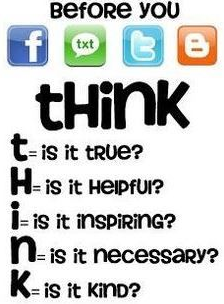 BeFORE YOU
f txt t B
tHiNK
t= is it tRUe?
H= is it HeLPFUL?
i= is it iNSPiRiNG?
N= is it NeCeSSARY?
K= is it KiND?